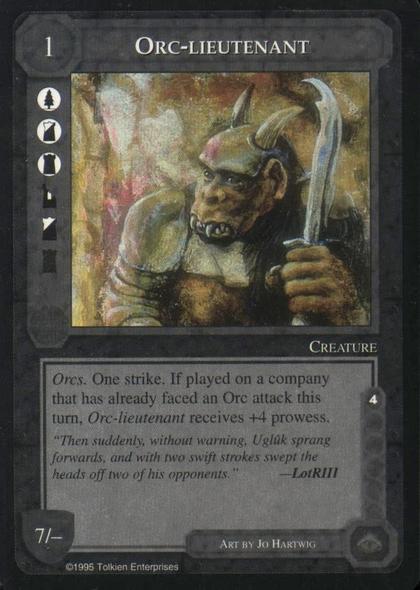 1
ORC-LIEUTENANT
CREATURE
Orcs. One strike. If played on a company
that has already faced an Orc attack this
turn, Orc-lieutenant receives +4 prowess.
4
"Then suddenly, without warning, Uglúk sprang
forwards, and with two swift strokes swept the
heads off two of his opponents." —LotRIII
7/–
ART BY JO HARTWIG
©1995 Tolkien Enterprises